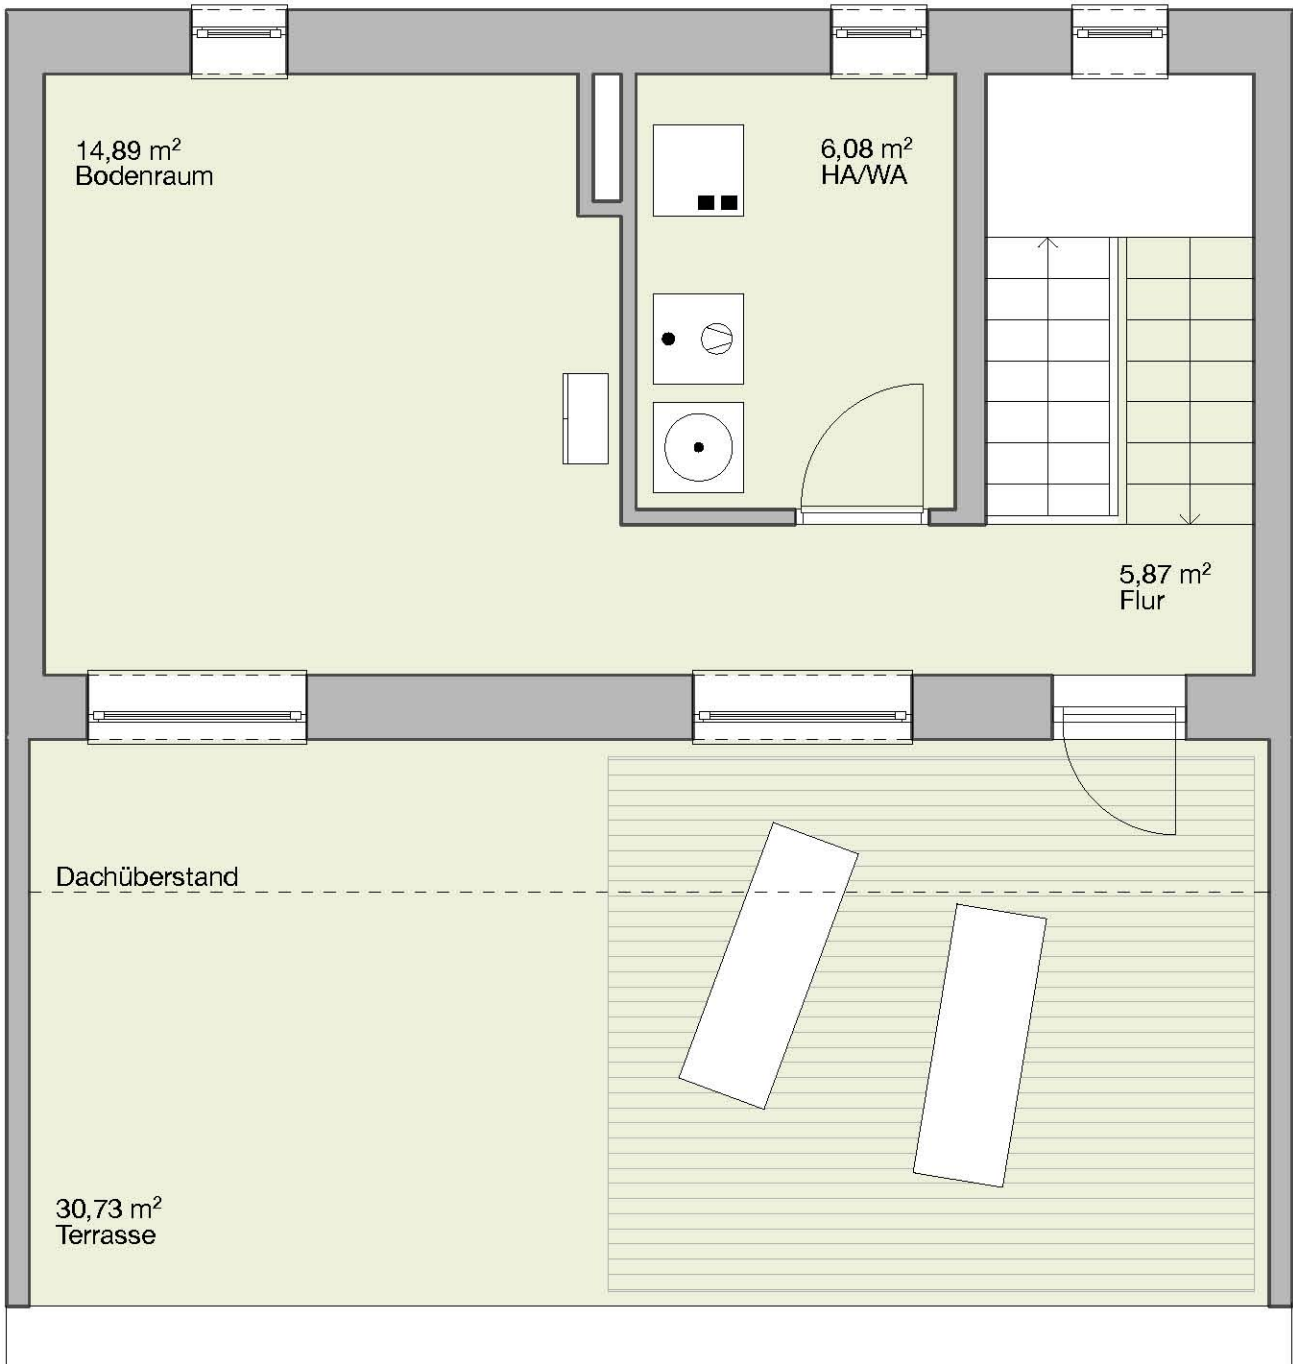 14,89 m²
Bodenraum
6,08 m²
HA/WA
5,87 m²
Flur
Dachüberstand
30,73 m²
Terrasse